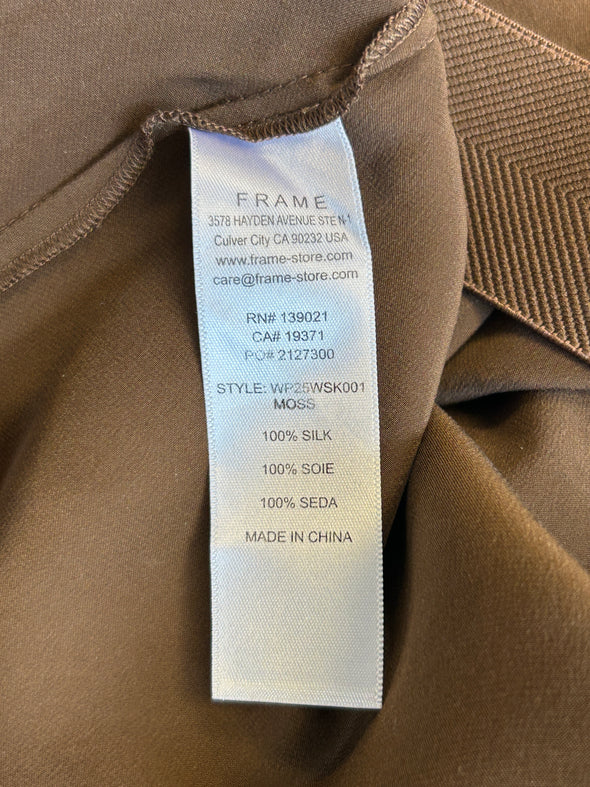 FRAME
3578 HAYDEN AVENUE STE N-1
Culver City CA 90232 USA
www.frame-store.com
care@frame-store.com
RN# 139021
CA# 19371
PO# 2127300
STYLE: WP25WSK001
MOSS
100% SILK
100% SOIE
100% SEDA
MADE IN CHINA